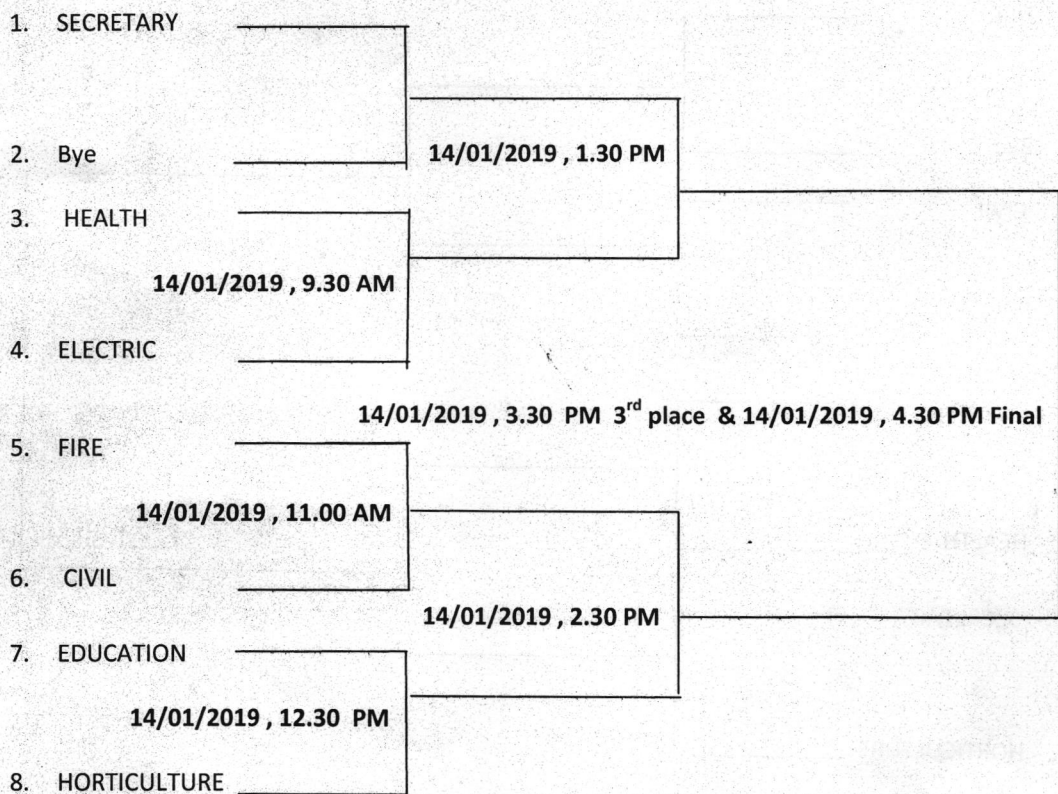 1. SECRETARY
2. Bye
14/01/2019 , 1.30 PM
3. HEALTH
14/01/2019 , 9.30 AM
4. ELECTRIC
14/01/2019 , 3.30 PM 3rd place & 14/01/2019 , 4.30 PM Final
5. FIRE
14/01/2019 , 11.00 AM
6. CIVIL
14/01/2019 , 2.30 PM
7. EDUCATION
14/01/2019 , 12.30 PM
8. HORTICULTURE